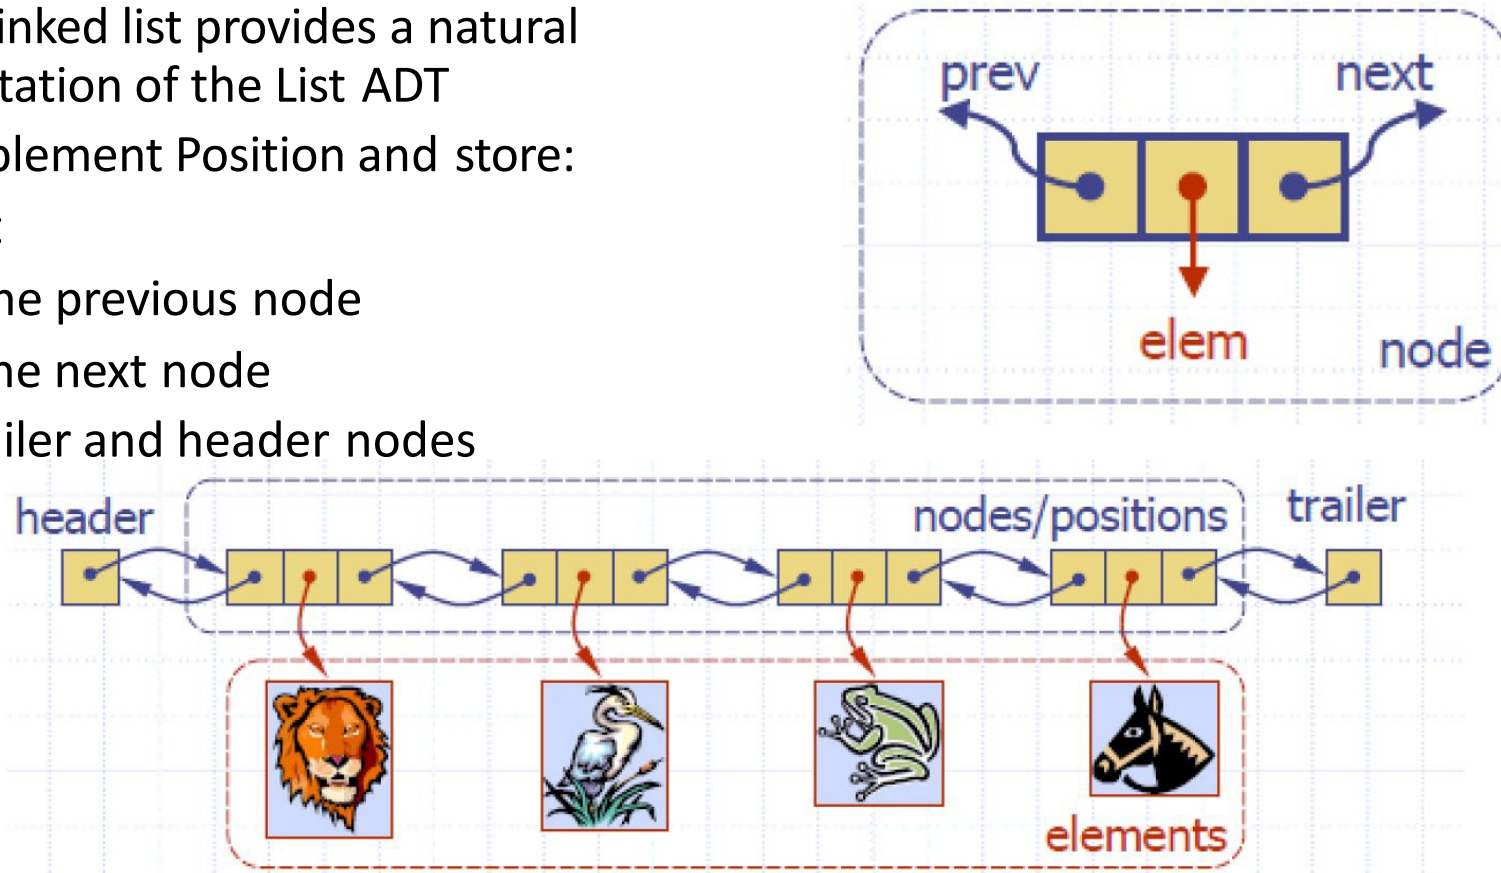 inked list provides a natural
tation of the List ADT
plement Position and store:
he previous node
he next node
iler and header nodes
prev
next
elem
node
header
nodes/positions
trailer
elements